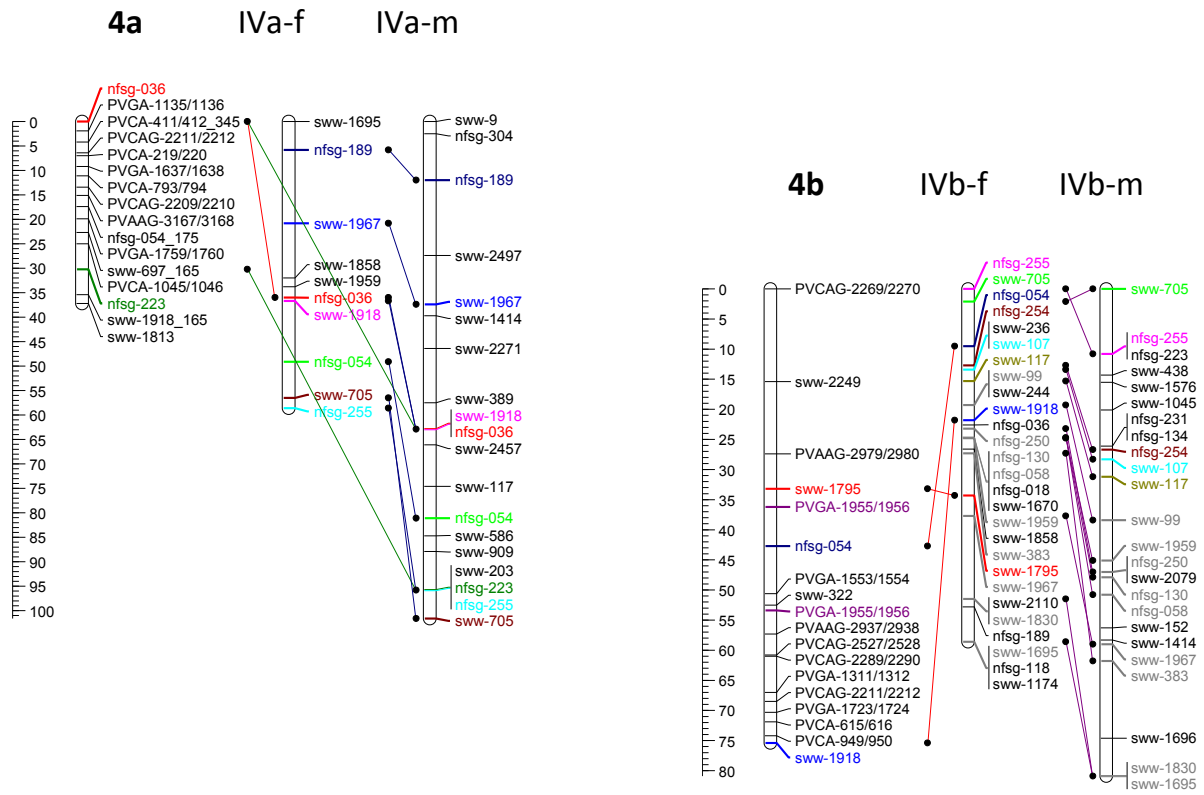 4a
IVa-f
IVa-m
0
5
10
15
20
25
30
35
40
45
50
55
60
65
70
75
80
85
90
95
100
nfsg-036
PVGA-1135/1136
PVCA-411/412_345
PVCAG-2211/2212
PVCA-219/220
PVGA-1637/1638
PVCA-793/794
PVCAG-2209/2210
PVAAG-3167/3168
nfsg-054_175
PVGA-1759/1760
sww-697_165
PVCA-1045/1046
nfsg-223
sww-1918_165
sww-1813
sww-1695
nfsg-189
sww-1967
sww-1858
sww-1959
nfsg-036
sww-1918
nfsg-054
sww-705
nfsg-255
sww-9
nfsg-304
nfsg-189
sww-2497
sww-1967
sww-1414
sww-2271
sww-389
sww-1918
nfsg-036
sww-2457
sww-117
nfsg-054
sww-586
sww-909
sww-203
nfsg-223
nfsg-255
sww-705
4b
IVb-f
IVb-m
0
5
10
15
20
25
30
35
40
45
50
55
60
65
70
75
80
PVCAG-2269/2270
sww-2249
PVAAG-2979/2980
sww-1795
PVGA-1955/1956
nfsg-054
PVGA-1553/1554
sww-322
PVGA-1955/1956
PVAAG-2937/2938
PVCAG-2527/2528
PVCAG-2289/2290
PVGA-1311/1312
PVCAG-2211/2212
PVGA-1723/1724
PVCA-615/616
PVCA-949/950
sww-1918
nfsg-255
sww-705
nfsg-054
nfsg-254
sww-236
sww-107
sww-117
sww-99
sww-244
sww-1918
nfsg-036
nfsg-250
nfsg-130
nfsg-058
nfsg-018
sww-1670
sww-1959
sww-1858
sww-383
sww-1795
sww-1967
sww-2110
sww-1830
nfsg-189
sww-1695
nfsg-118
sww-1174
sww-705
nfsg-255
nfsg-223
sww-438
sww-1576
sww-1045
nfsg-231
nfsg-134
nfsg-254
sww-107
sww-117
sww-99
sww-1959
nfsg-250
sww-2079
nfsg-130
nfsg-058
sww-152
sww-1414
sww-1967
sww-383
sww-1696
sww-1830
sww-1695